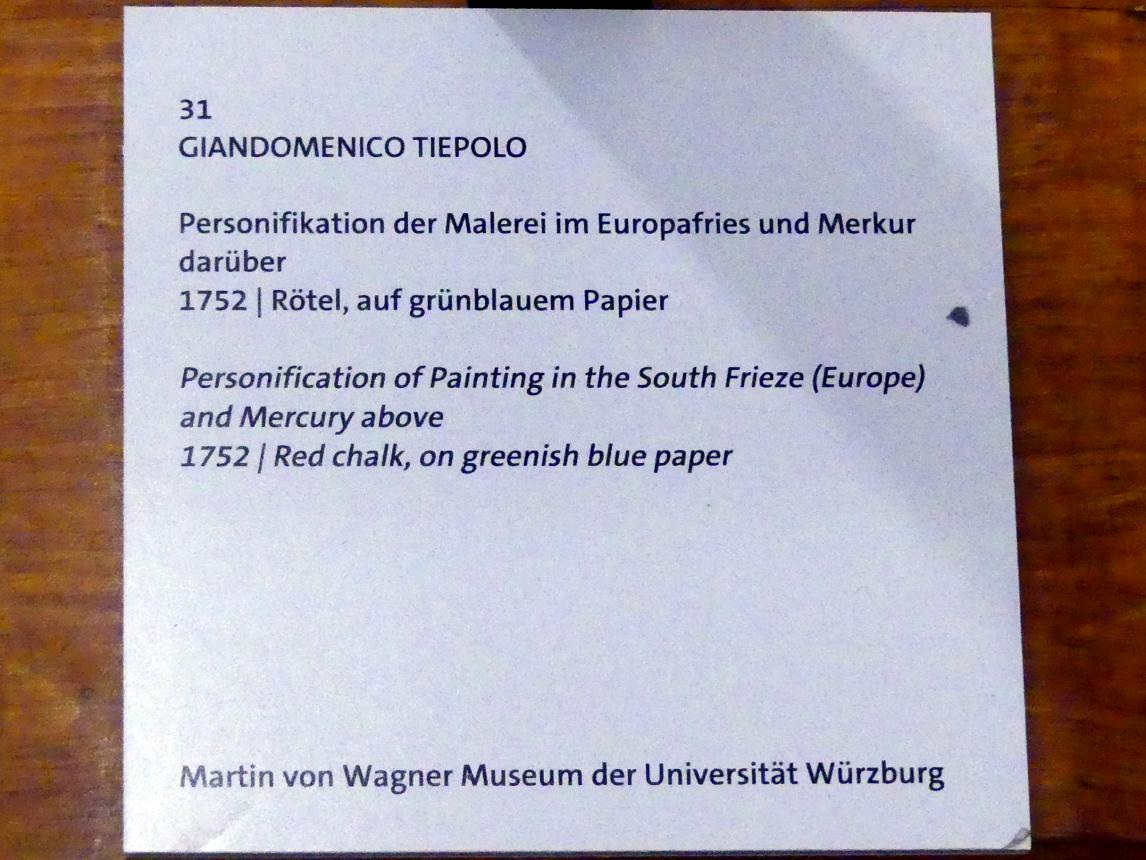 31
GIANDOMENICO TIEPOLO
Personifikation der Malerei im Europafries und Merkur
darüber
1752 | Rötel, auf grünblauem Papier
Personification of Painting in the South Frieze (Europe)
and Mercury above
1752 | Red chalk, on greenish blue paper
Martin von Wagner Museum der Universität Würzburg